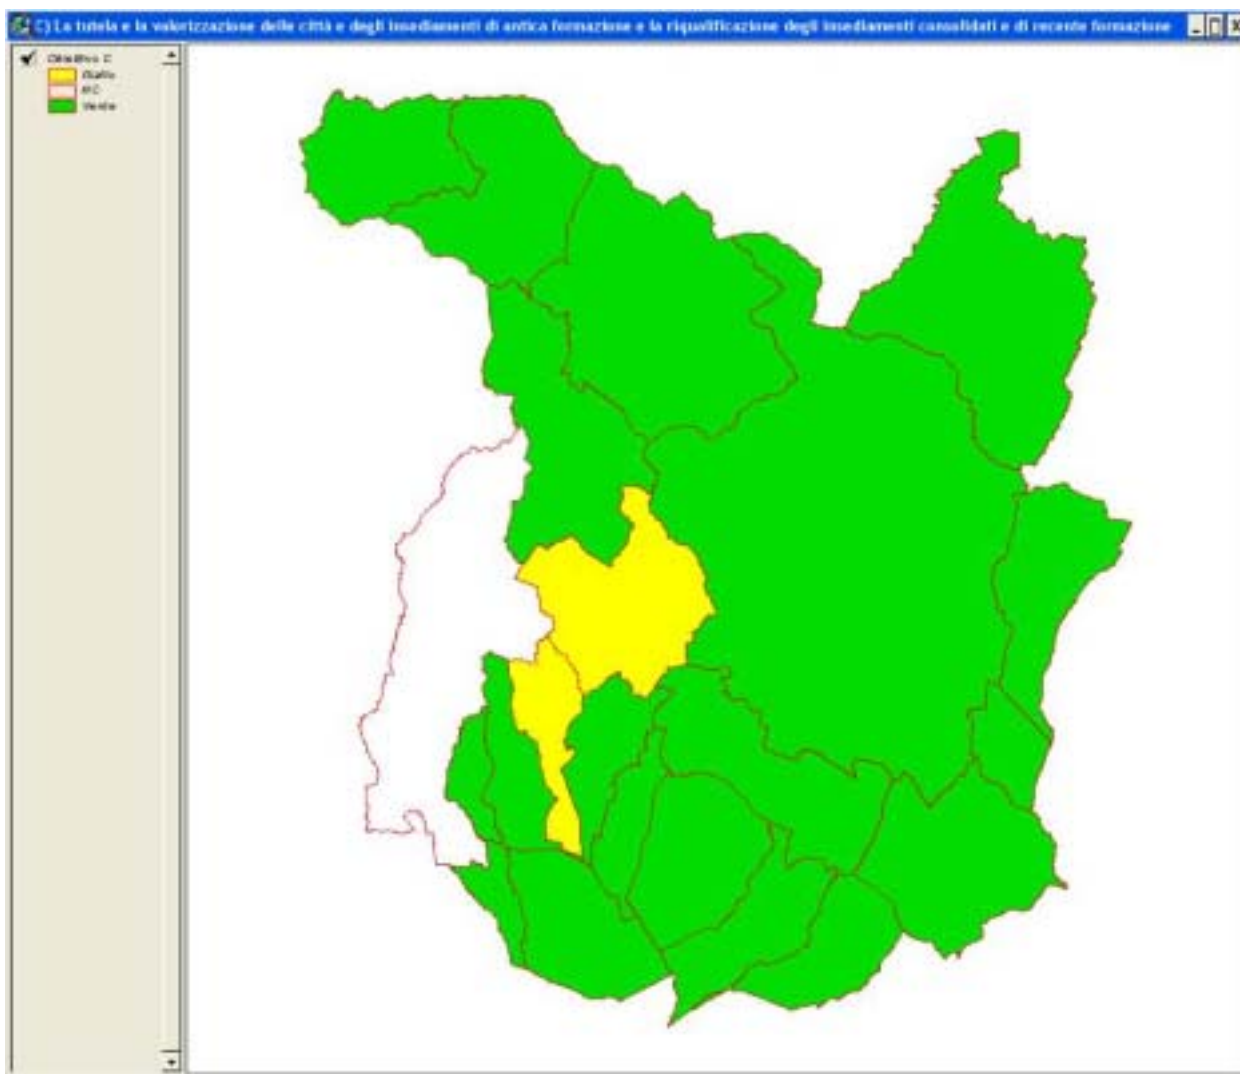 C) La tutela e la valorizzazione delle città e degli insediamenti di antica formazione e la riqualificazione degli insediamenti consolidati e di recente formazione
Obiettivo C
Giallo
NC
Verde